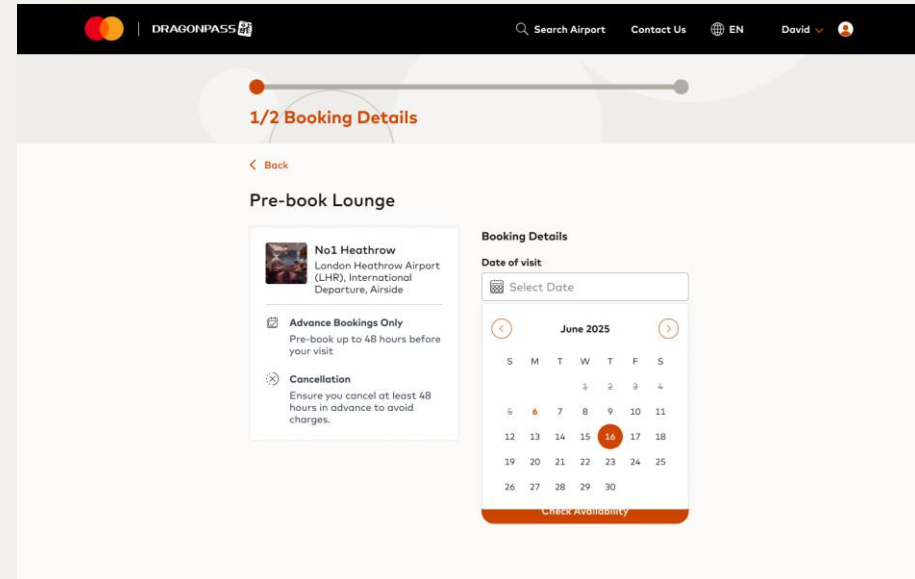 DRAGONPASS
Search Airport
Contact Us
EN
David
1/2 Booking Details
Back
Pre-book Lounge
No1 Heathrow
London Heathrow Airport
(LHR), International
Departure, Airside
Advance Bookings Only
Pre-book up to 48 hours before
your visit
Cancellation
Ensure you cancel at least 48
hours in advance to avoid
charges.
Booking Details
Date of visit
Select Date
June 2025
S M T W T F S
1 2 3 4
5 6 7 8 9 10 11
12 13 14 15 16 17 18
19 20 21 22 23 24 25
26 27 28 29 30
Check Availability